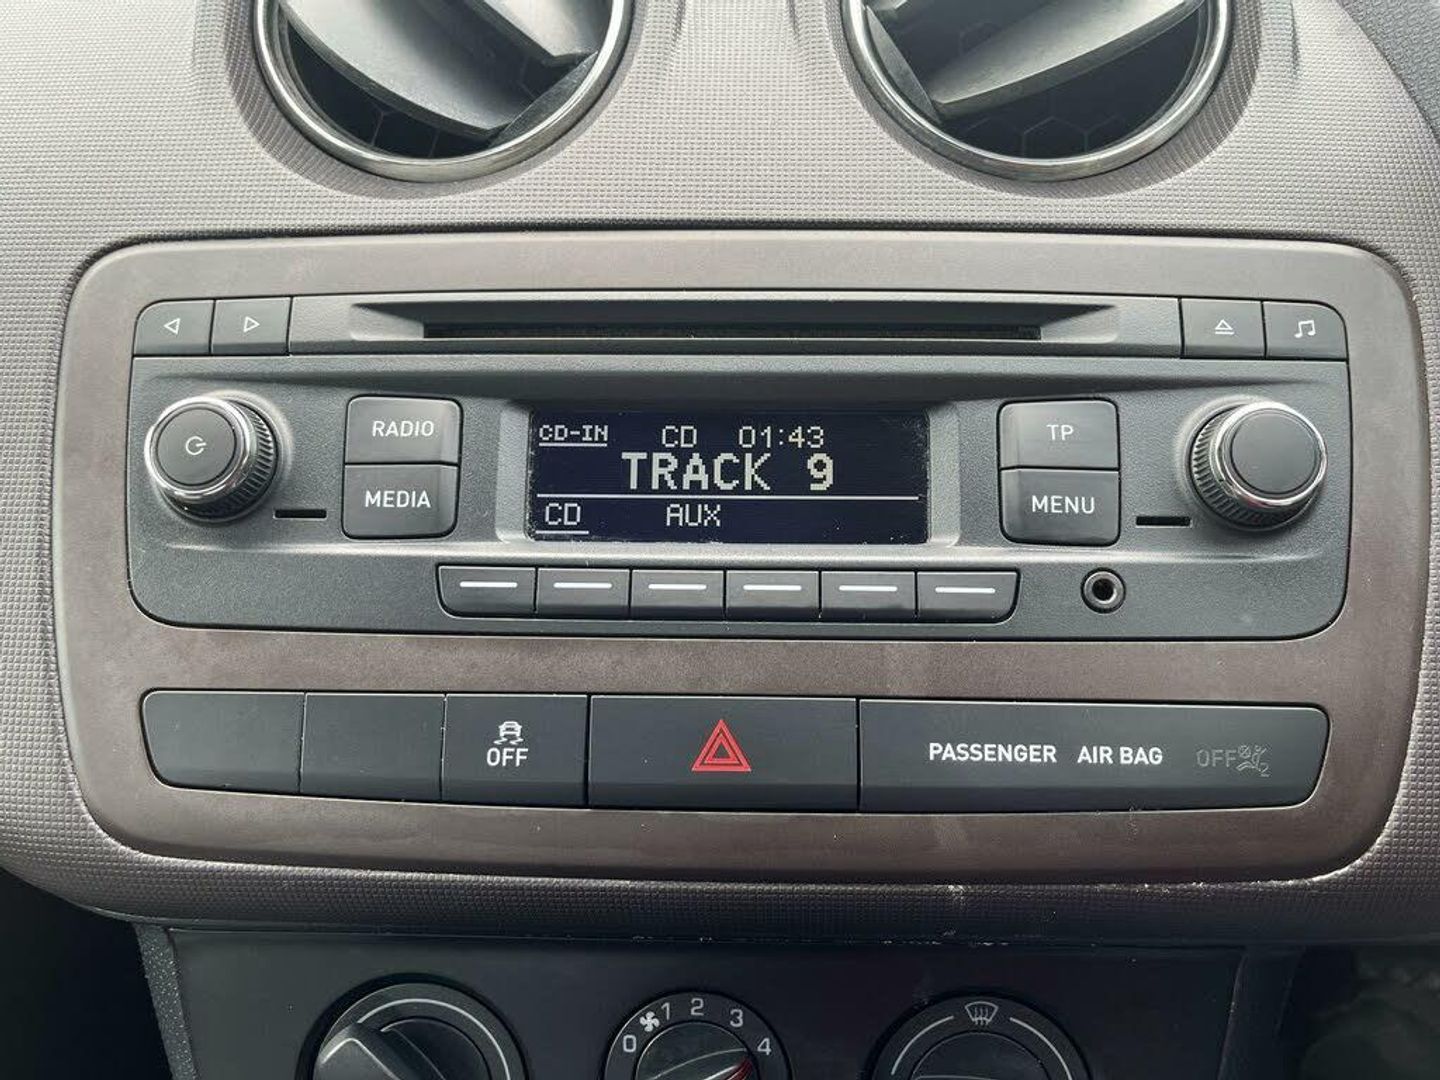 RADIO
MEDIA
CD-IN CD 01:43
TRACK 9
CD AUX
TP
MENU
OFF
PASSENGER AIR BAG OFF
0 1 2 3 4